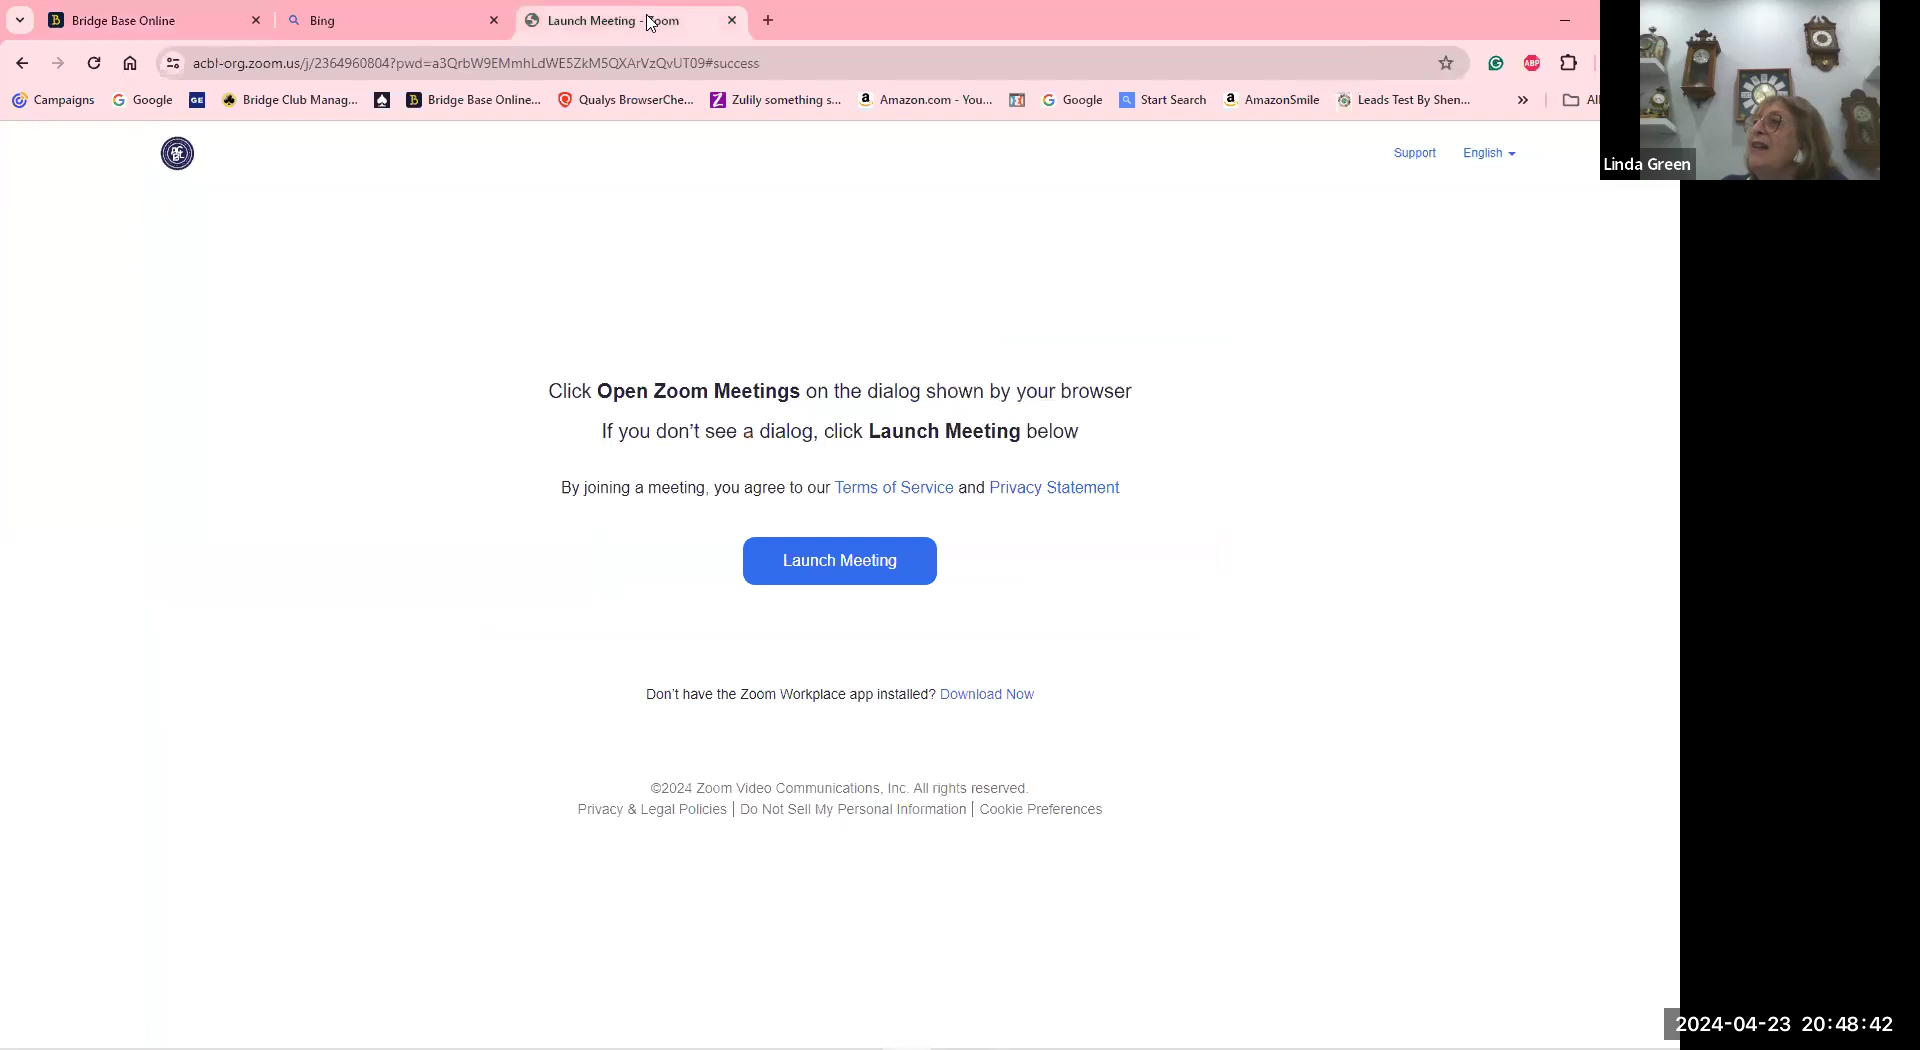 Bridge Base Online
Bing
Launch Meeting - Zoom
acbl-org.zoom.us/j/2364960804?pwd=a3QrbW9EMmhLdWE5ZkM5QXArVzQvUT09#success
ABP
Campaigns
Google
GE
Bridge Club Manag...
Bridge Base Online...
Qualys BrowserChe...
Zulily something s...
Amazon.com - You...
Google
Start Search
AmazonSmile
Leads Test By Shen...
Linda Green
Support
English
Click Open Zoom Meetings on the dialog shown by your browser
If you don't see a dialog, click Launch Meeting below
By joining a meeting, you agree to our Terms of Service and Privacy Statement
Launch Meeting
Don't have the Zoom Workplace app installed? Download Now
©2024 Zoom Video Communications, Inc. All rights reserved.
Privacy & Legal Policies | Do Not Sell My Personal Information | Cookie Preferences
2024-04-23 20:48:42